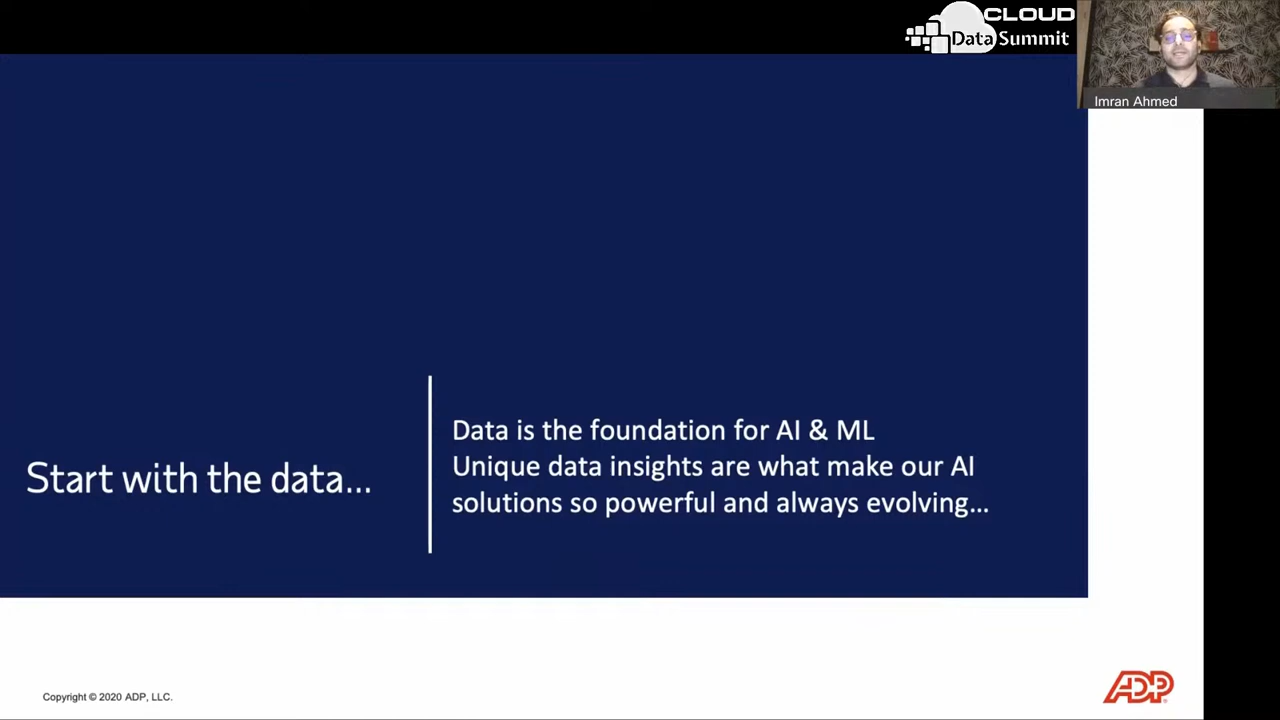 CLOUD
Data Summit
Imran Ahmed
Start with the data...
Data is the foundation for AI & ML
Unique data insights are what make our AI
solutions so powerful and always evolving...
Copyright © 2020 ADP, LLC.
ADP